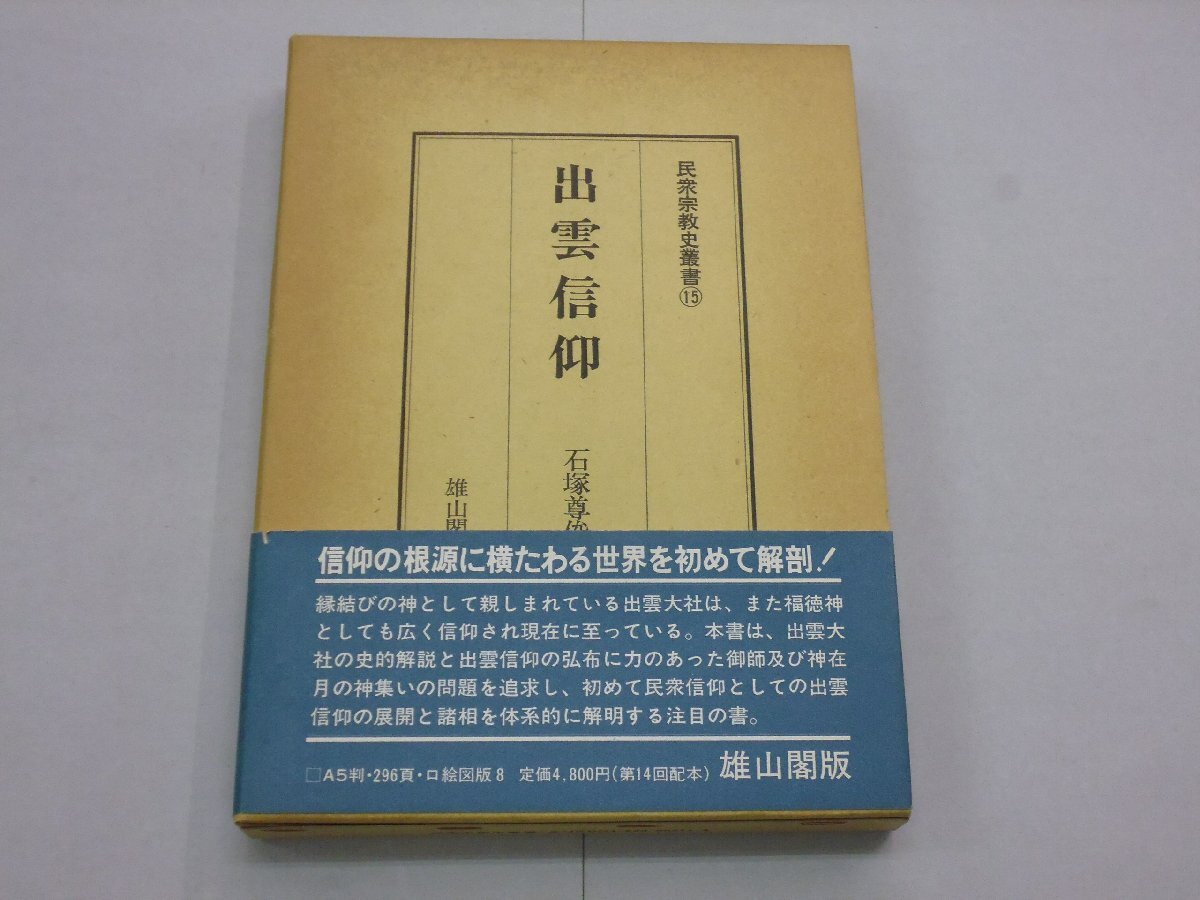 民衆宗教史叢書⑮
出雲信仰
石塚尊俊
雄山閣
信仰の根源に横たわる世界を初めて解剖!
縁結びの神として親しまれている出雲大社は、また福徳神
としても広く信仰され現在に至っている。本書は、出雲大
社の史的解説と出雲信仰の弘布に力のあった御師及び神在
月の神集いの問題を追求し、初めて民衆信仰としての出雲
信仰の展開と諸相を体系的に解明する注目の書。
□A5判・296頁・口絵図版8 定価4,800円(第14回配本) 雄山閣版